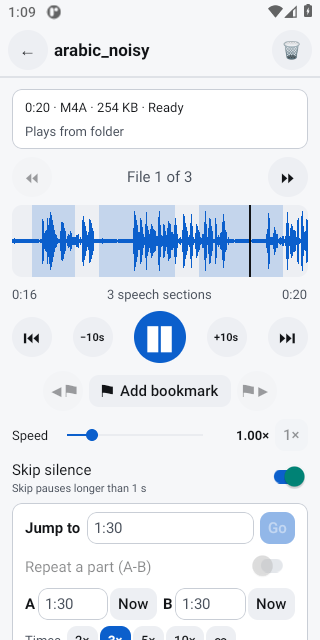 1:09
← arabic_noisy
0:20 · M4A · 254 KB · Ready
Plays from folder
File 1 of 3
0:16 3 speech sections 0:20
−10s +10s
Add bookmark
Speed 1.00× 1×
Skip silence
Skip pauses longer than 1 s
Jump to 1:30 Go
Repeat a part (A-B)
A 1:30 Now B 1:30 Now
Times 2× 3× 5× 10× ∞